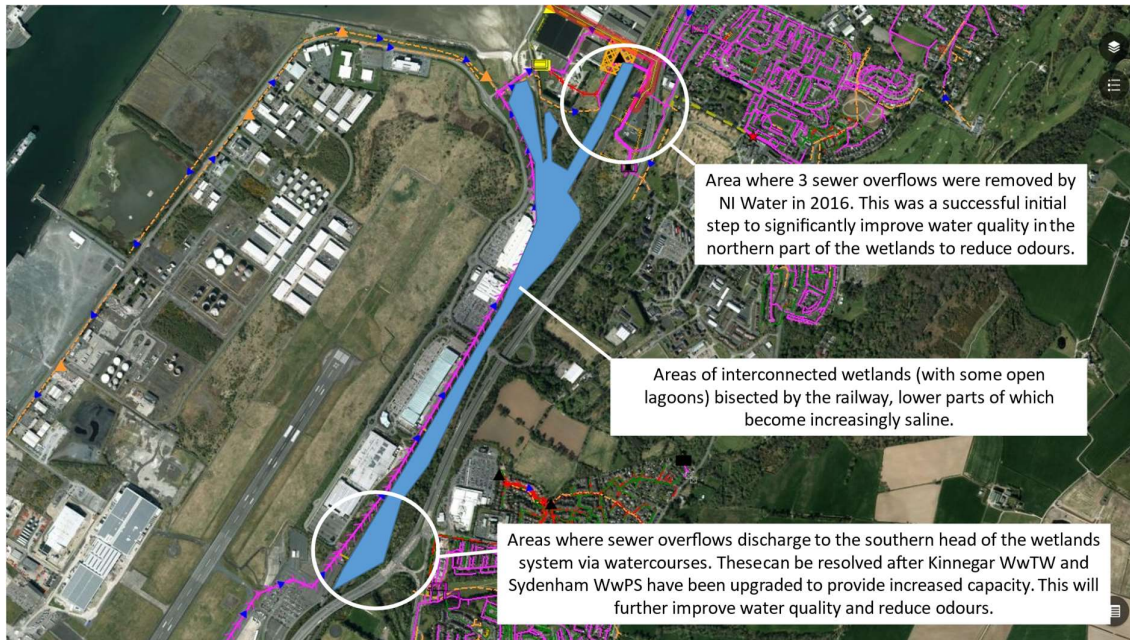 Area where 3 sewer overflows were removed by
NI Water in 2016. This was a successful initial
step to significantly improve water quality in the
northern part of the wetlands to reduce odours.
Areas of interconnected wetlands (with some open
lagoons) bisected by the railway, lower parts of which
become increasingly saline.
Areas where sewer overflows discharge to the southern head of the wetlands
system via watercourses. Thesecan be resolved after Kinnegar WwTW and
Sydenham WwPS have been upgraded to provide increased capacity. This will
further improve water quality and reduce odours.